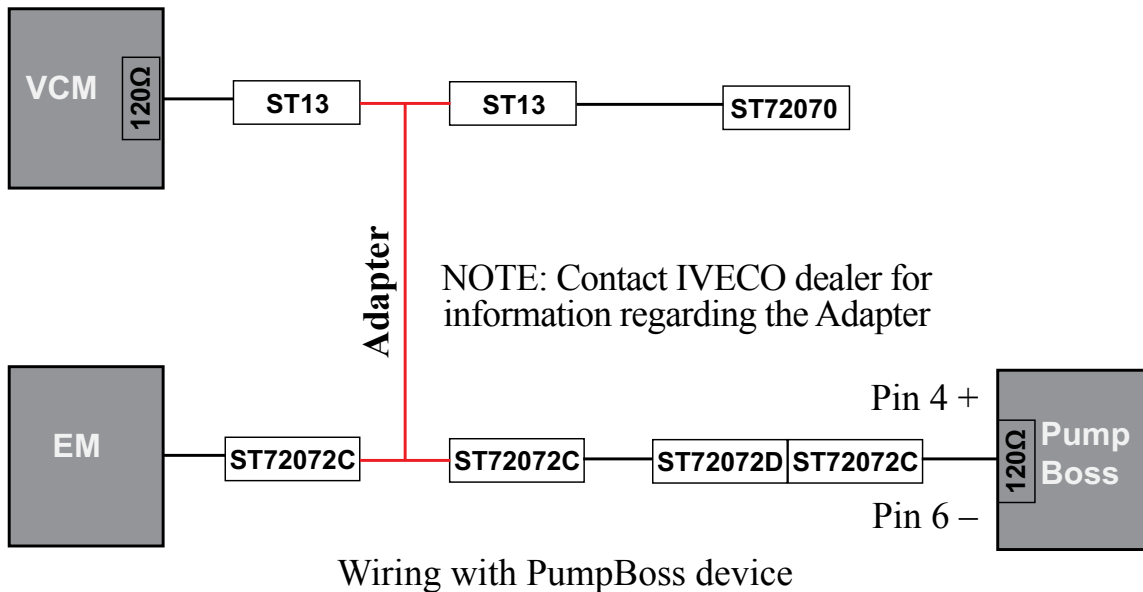 VCM
120Ω
ST13
ST13
ST72070
Adapter
NOTE: Contact IVECO dealer for
information regarding the Adapter
EM
ST72072C
ST72072C
ST72072D
ST72072C
Pin 4 +
Pin 6 –
120Ω
Pump
Boss
Wiring with PumpBoss device